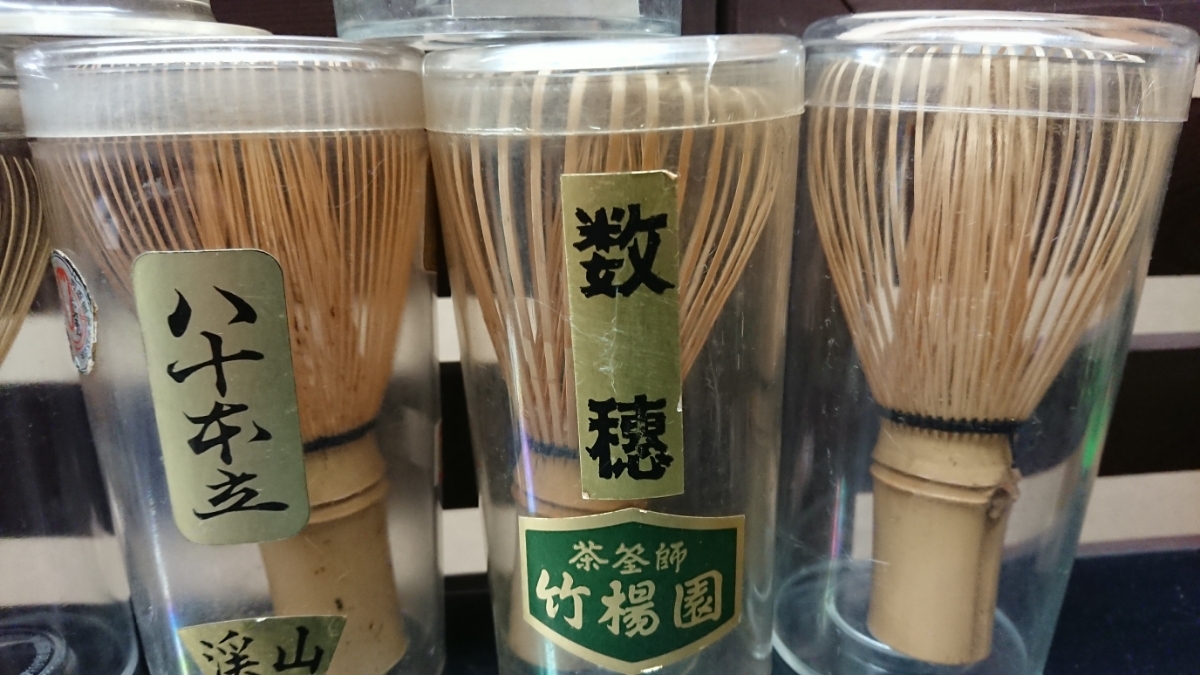 八十本立
渓山
数穂
茶筌師
竹楊園